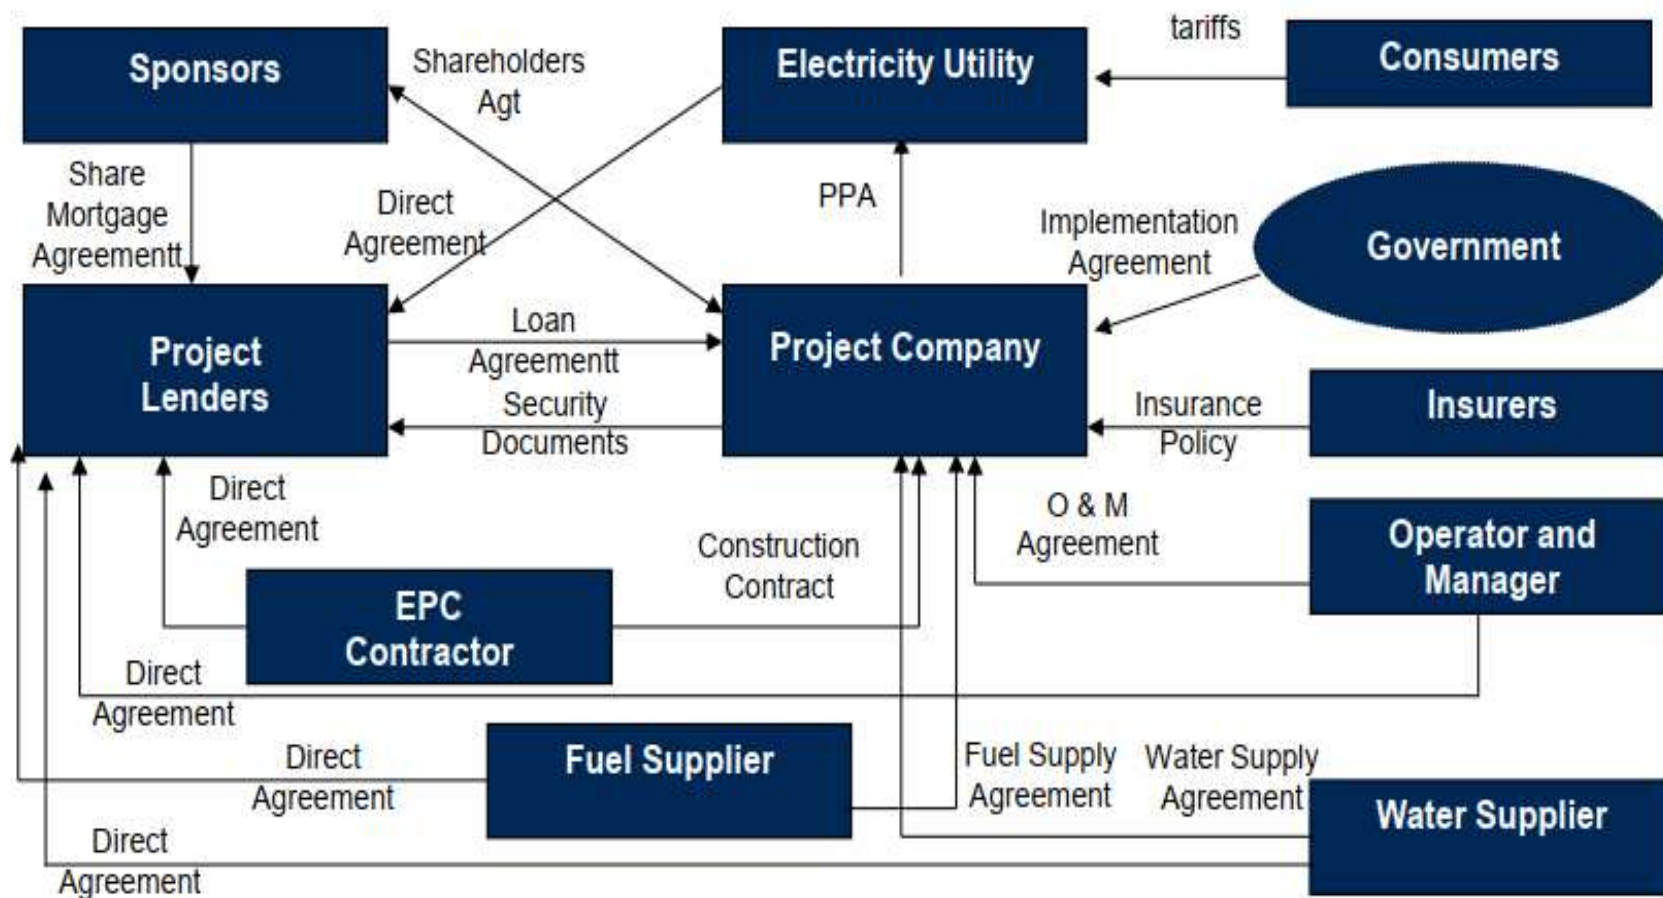 tariffs
Sponsors
Shareholders
Agt
Electricity Utility
Consumers
Share
Mortgage
Agreementt
Direct
Agreement
PPA
Implementation
Agreement
Government
Project
Lenders
Loan
Agreementt
Security
Documents
Project Company
Insurance
Policy
Insurers
Direct
Agreement
Construction
Contract
O & M
Agreement
Operator and
Manager
EPC
Contractor
Direct
Agreement
Direct
Agreement
Fuel Supplier
Fuel Supply
Agreement
Water Supply
Agreement
Water Supplier
Direct
Agreement